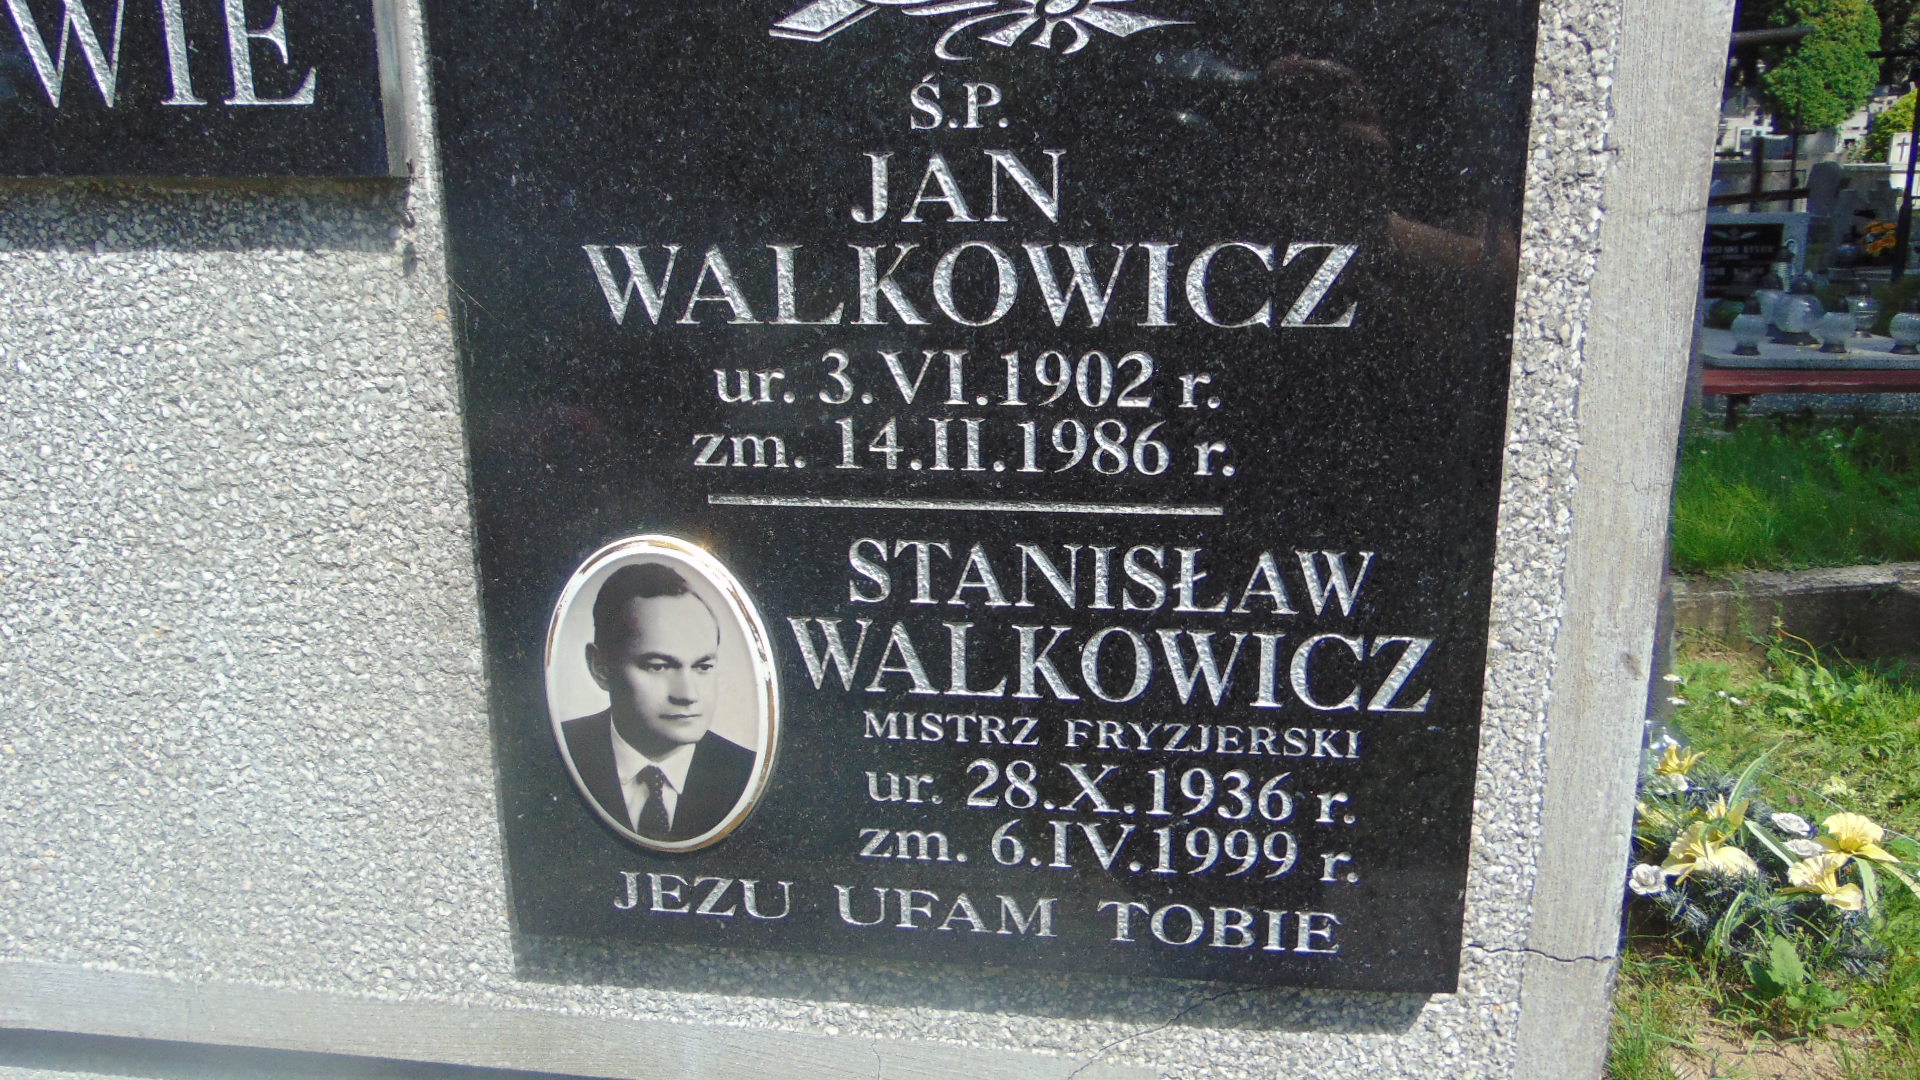 WIE
Ś.P.
JAN
WALKOWICZ
ur. 3.VI.1902 r.
zm. 14.II.1986 r.
STANISŁAW
WALKOWICZ
MISTRZ FRYZJERSKI
ur. 28.X.1936 r.
zm. 6.IV.1999 r.
JEZU UFAM TOBIE